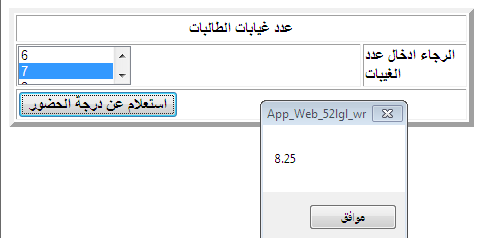 عدد غيابات الطالبات
الرجاء ادخال عدد
الغيبات
6
7
استعلام عن درجة الحضور
App_Web_52lgl_wr
8.25
موافق